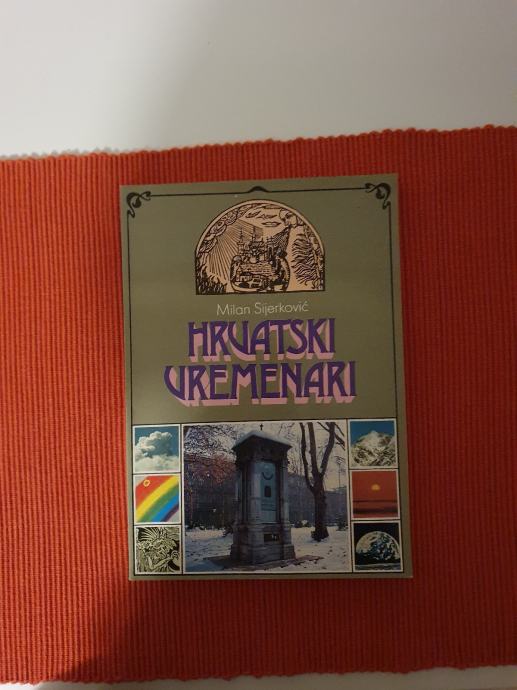 Milan Sijerković
HRVATSKI
VREMENARI